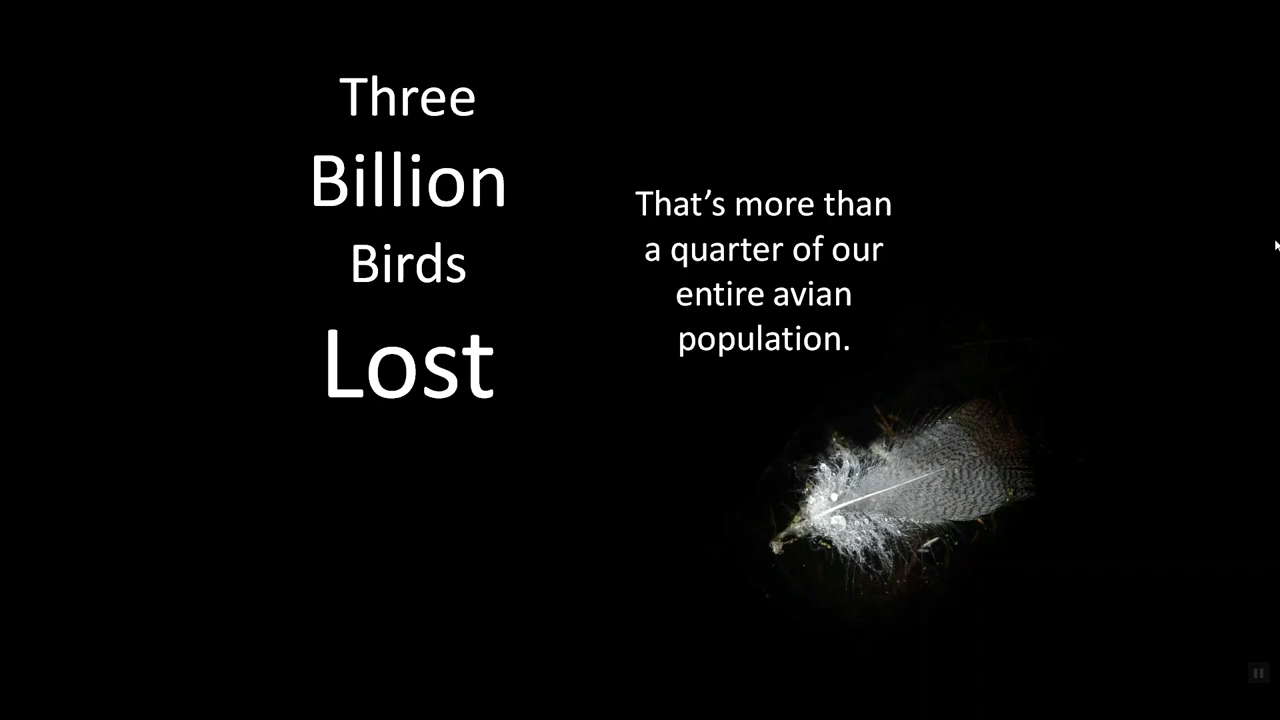 Three
Billion
Birds
Lost
That’s more than
a quarter of our
entire avian
population.